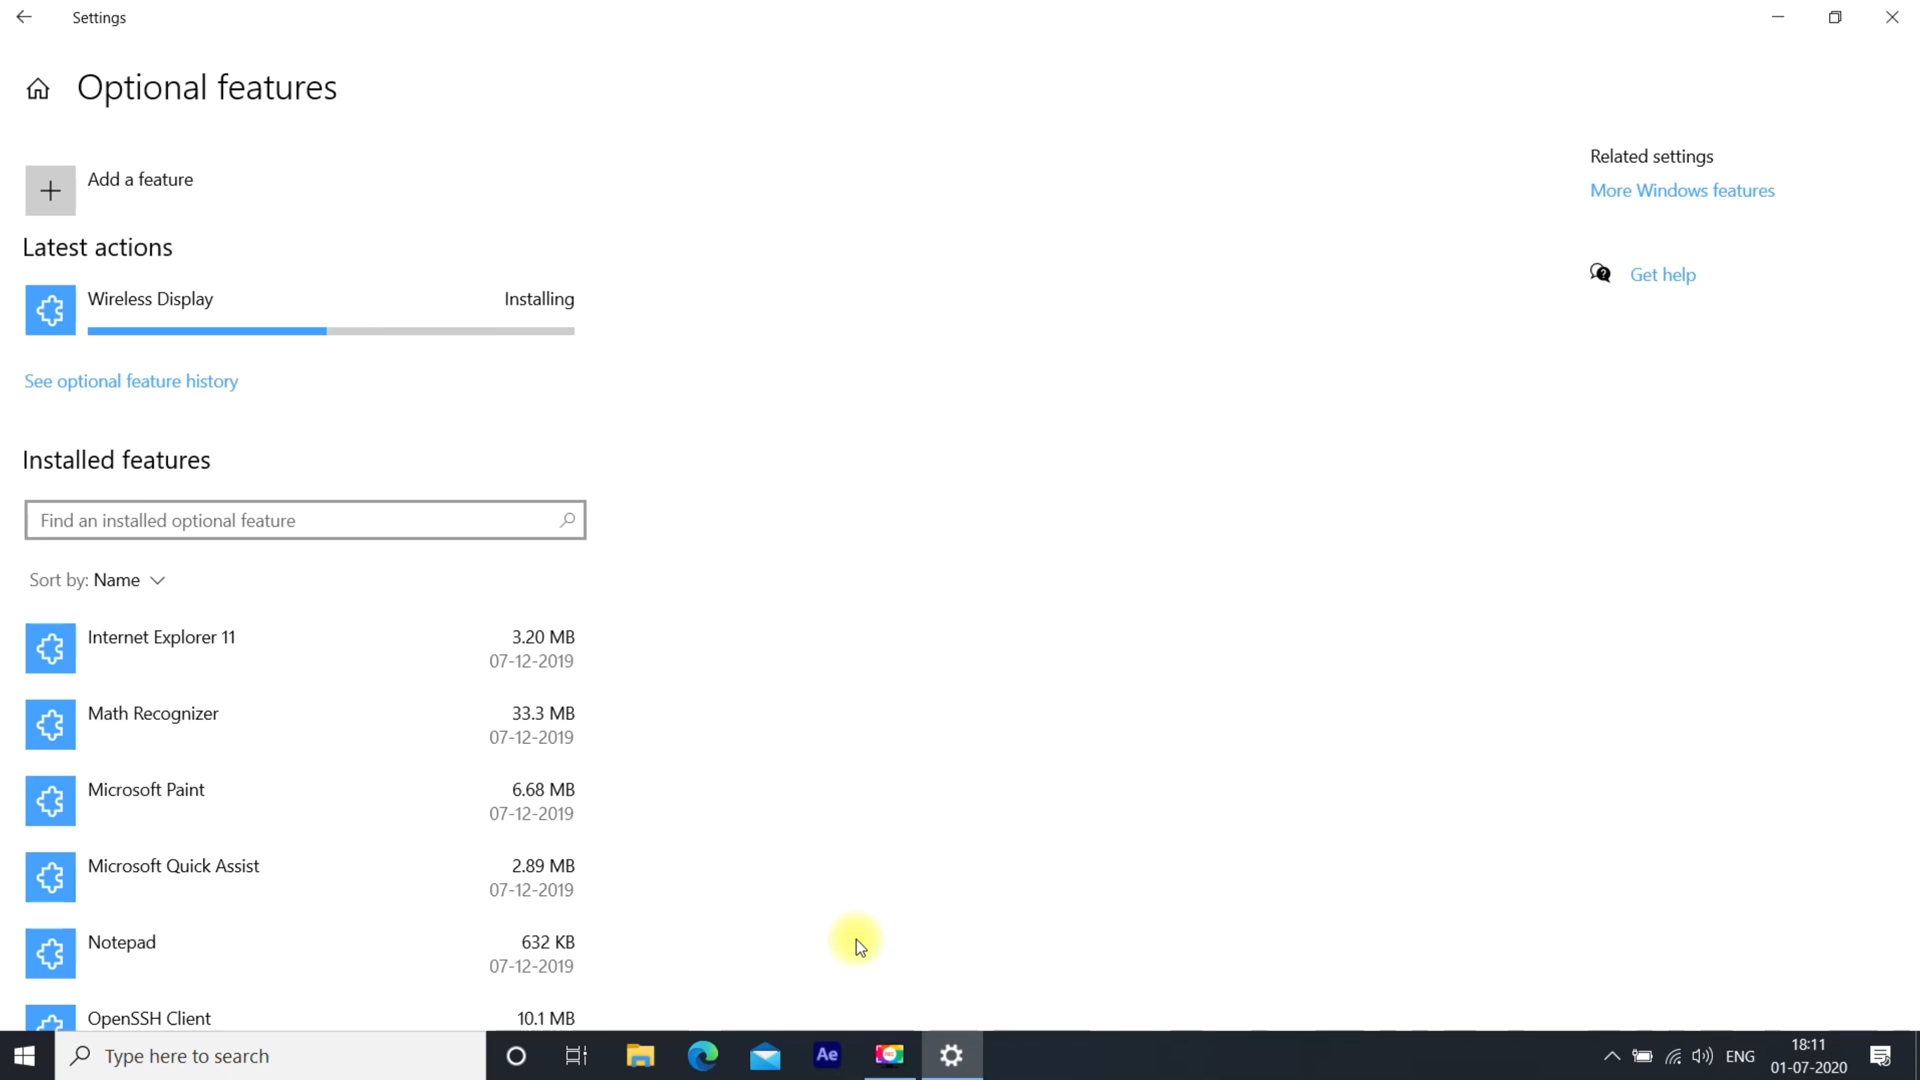 Settings
Optional features
Add a feature
Latest actions
Wireless Display Installing
See optional feature history
Installed features
Find an installed optional feature
Sort by: Name
Internet Explorer 11 3.20 MB
07-12-2019
Math Recognizer 33.3 MB
07-12-2019
Microsoft Paint 6.68 MB
07-12-2019
Microsoft Quick Assist 2.89 MB
07-12-2019
Notepad 632 KB
07-12-2019
OpenSSH Client 10.1 MB
Related settings
More Windows features
Get help
Type here to search
Ae
REC
ENG
18:11
01-07-2020